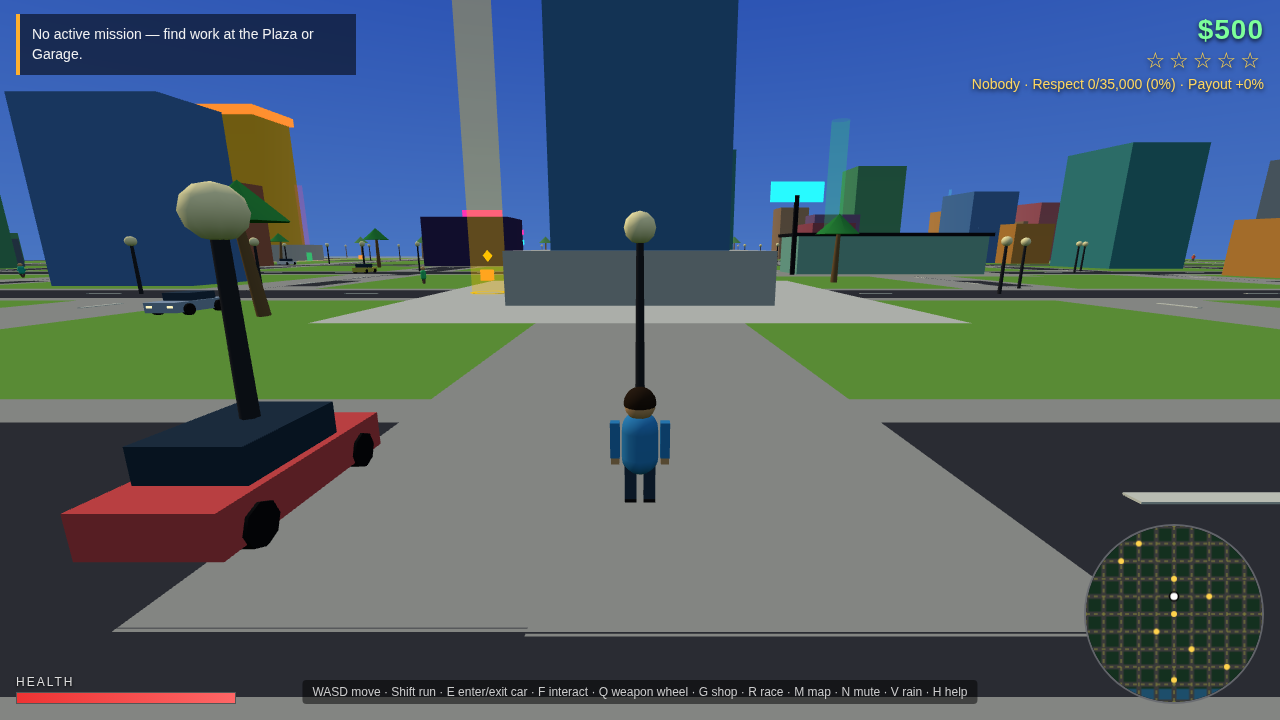 No active mission — find work at the Plaza or
Garage.
$500
☆☆☆☆☆
Nobody · Respect 0/35,000 (0%) · Payout +0%
HEALTH
WASD move · Shift run · E enter/exit car · F interact · Q weapon wheel · G shop · R race · M map · N mute · V rain · H help